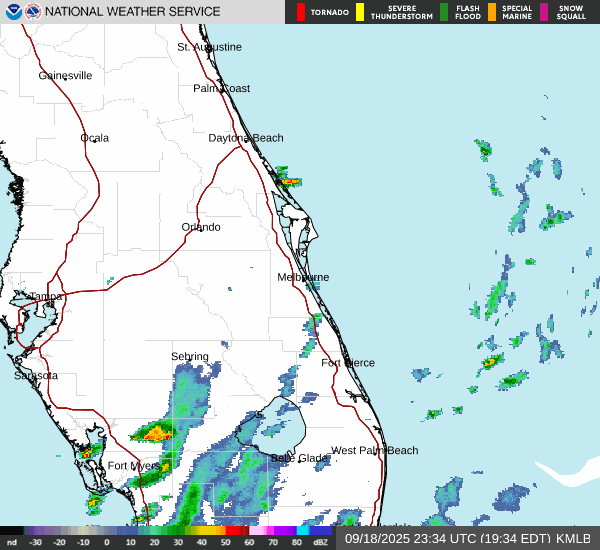 NATIONAL WEATHER SERVICE
TORNADO
SEVERE
THUNDERSTORM
FLASH
FLOOD
SPECIAL
MARINE
SNOW
SQUALL
St. Augustine
Gainesville
Palm Coast
Ocala
Daytona Beach
Orlando
Melbourne
Tampa
Sebring
Fort Pierce
Sarasota
West Palm Beach
Belle Glade
Fort Myers
nd -30 -20 -10 0 10 20 30 40 50 60 70 80 dBZ
09/18/2025 23:34 UTC (19:34 EDT) KMLB